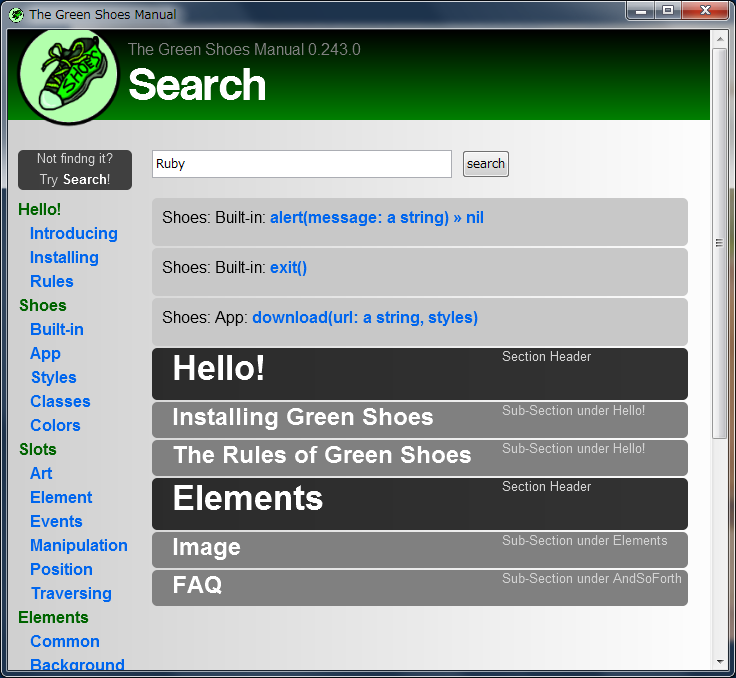 The Green Shoes Manual
SHOES
The Green Shoes Manual 0.243.0
Search
Not findng it?
Try Search!
Ruby
search
Hello!
Introducing
Installing
Rules
Shoes
Built-in
App
Styles
Classes
Colors
Slots
Art
Element
Events
Manipulation
Position
Traversing
Elements
Common
Background
Shoes: Built-in: alert(message: a string) » nil
Shoes: Built-in: exit()
Shoes: App: download(url: a string, styles)
Hello! Section Header
Installing Green Shoes Sub-Section under Hello!
The Rules of Green Shoes Sub-Section under Hello!
Elements Section Header
Image Sub-Section under Elements
FAQ Sub-Section under AndSoForth